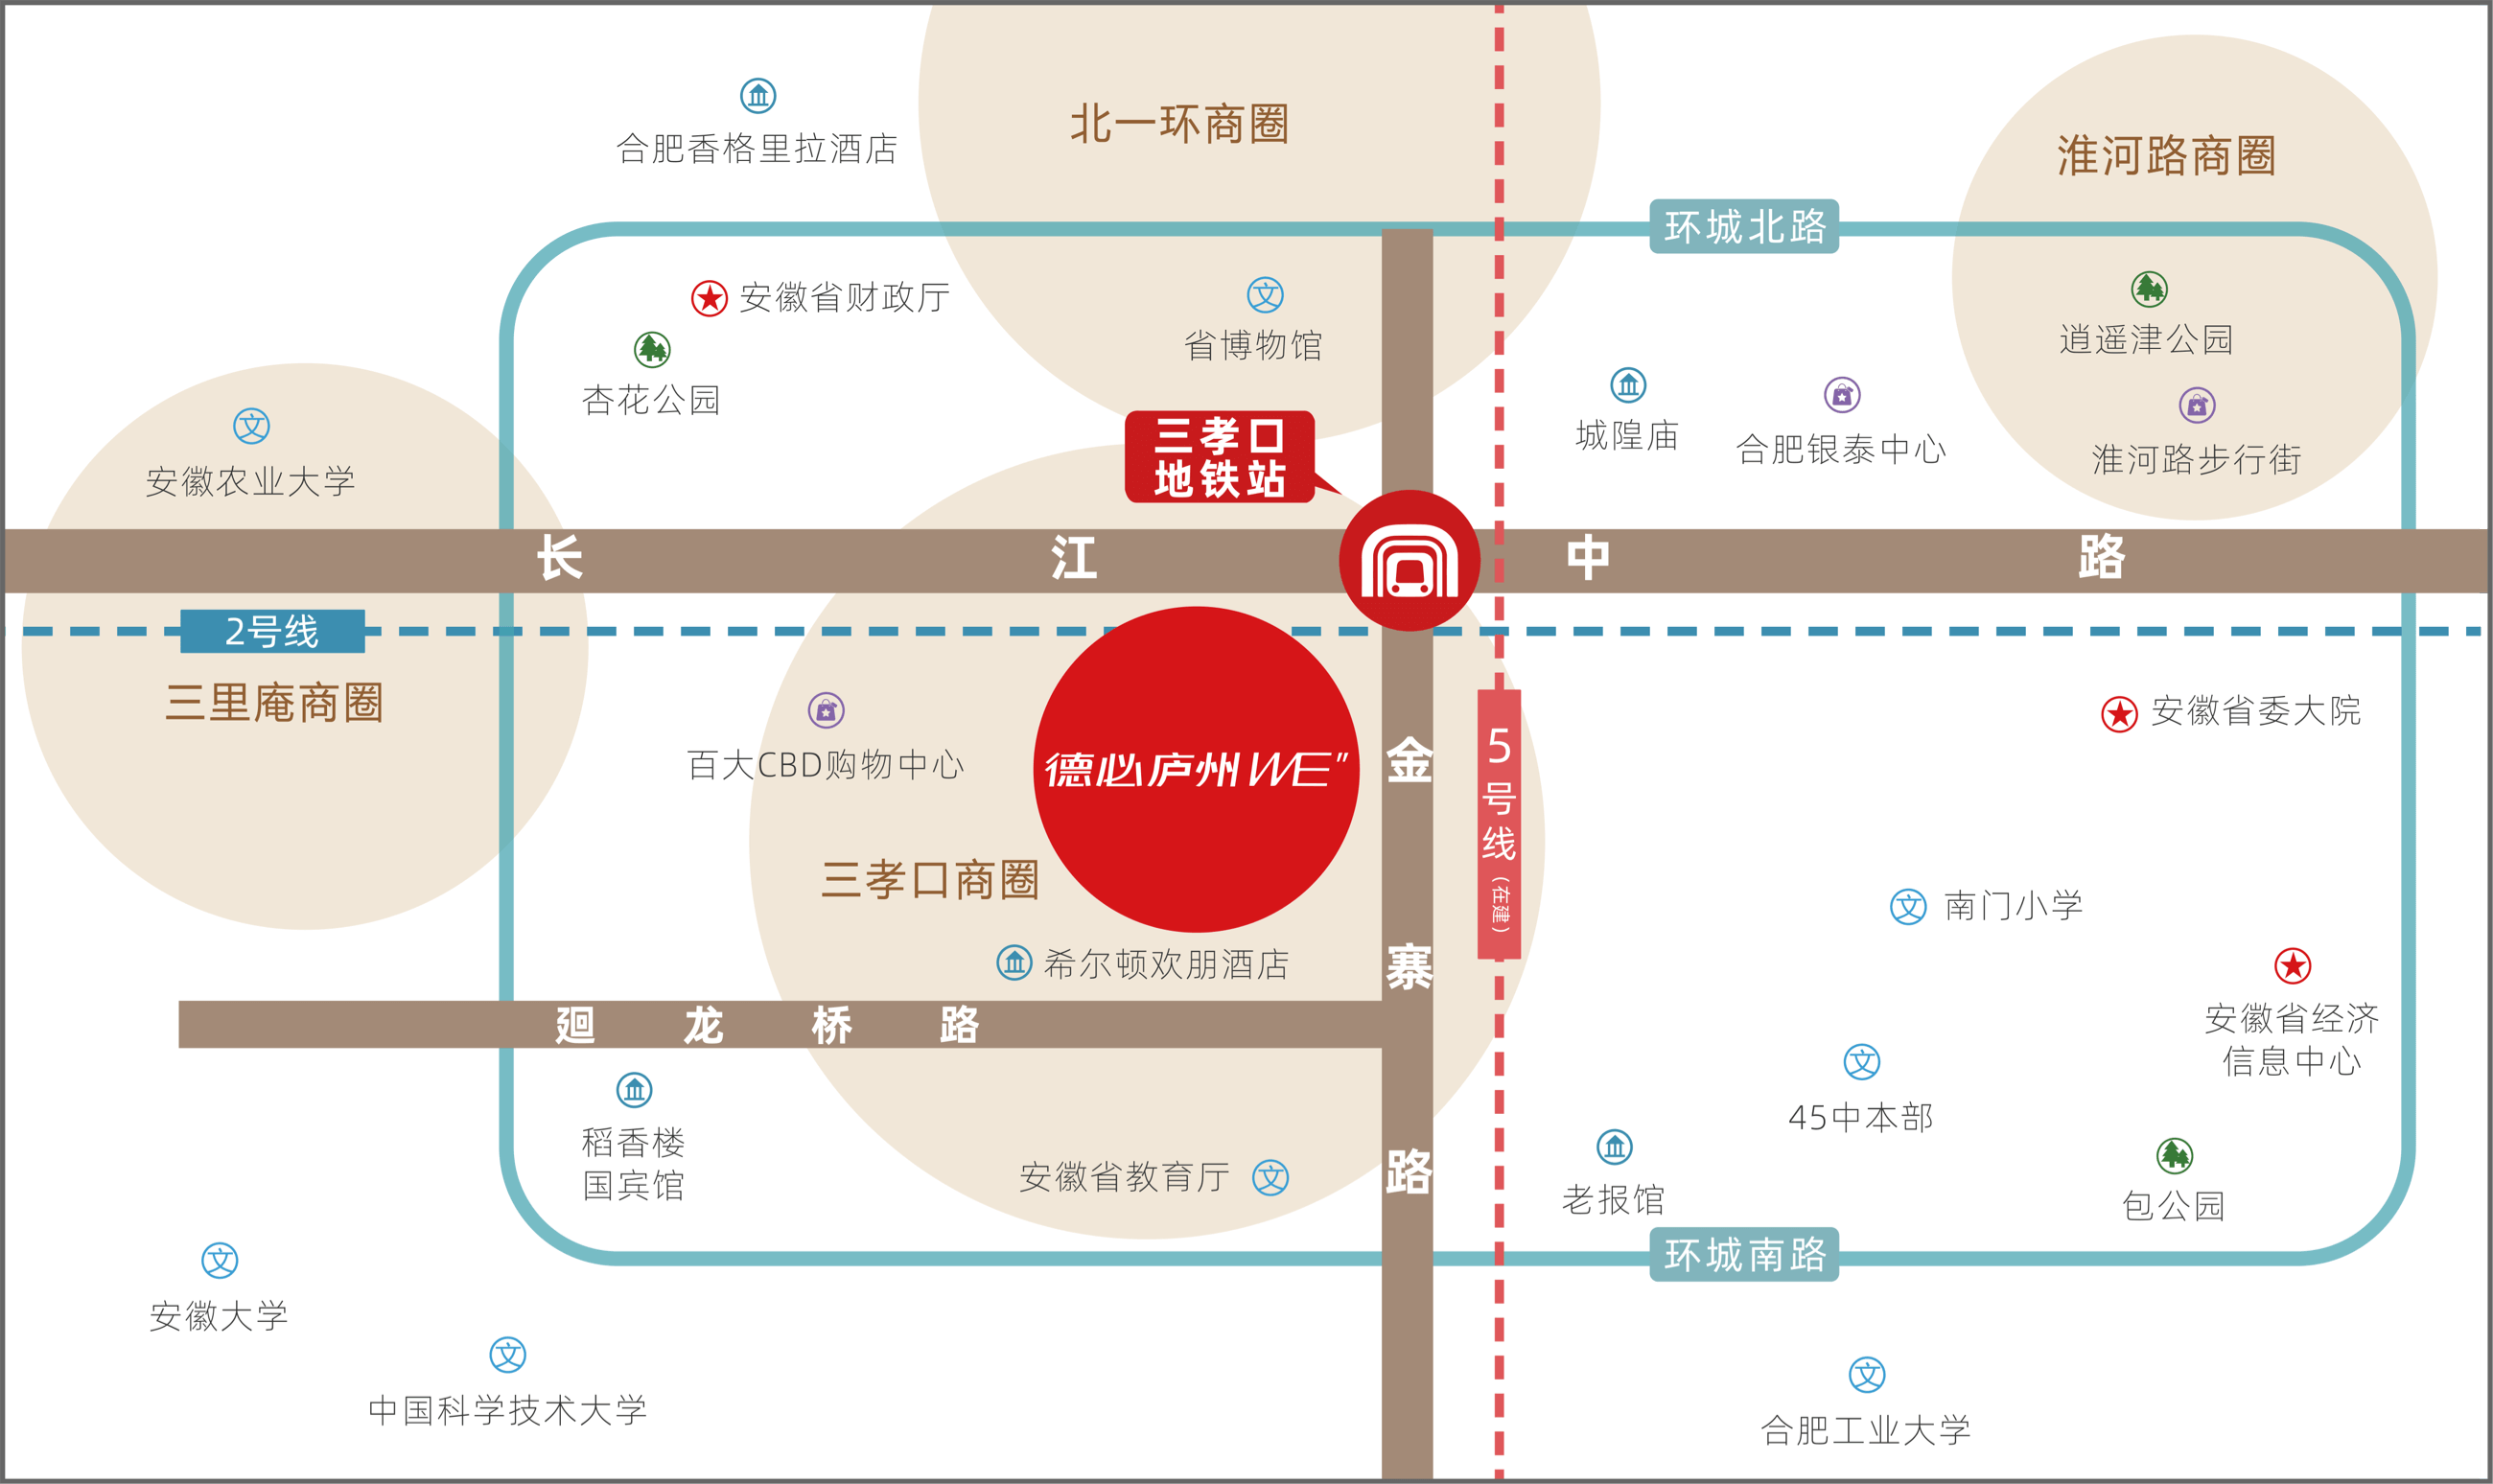 北一环商圈
合肥香格里拉酒店
淮河路商圈
环城北路
安徽省财政厅
省博物馆
逍遥津公园
杏花公园
城隍庙
合肥银泰中心
淮河路步行街
三孝口
地铁站
安徽农业大学
长江中路
2号线
三里庵商圈
安徽省委大院
百大CBD购物中心
德必庐州WE"
金寨路
5号线（在建）
三孝口商圈
南门小学
希尔顿欢朋酒店
廻龙桥路
安徽省经济
信息中心
45中本部
稻香楼
国宾馆
安徽省教育厅
老报馆
包公园
环城南路
安徽大学
中国科学技术大学
合肥工业大学